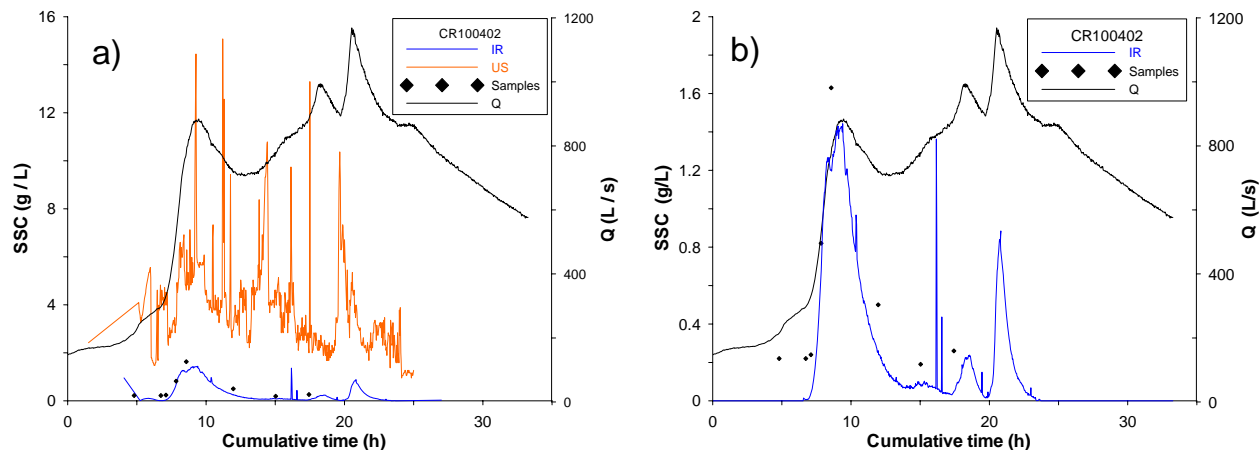 a)
CR100402
IR
US
Samples
Q
SSC (g / L)
16
12
8
4
0
Q (L / s)
1200
800
400
0
0
10
20
30
Cumulative time (h)
b)
CR100402
IR
Samples
Q
SSC (g/L)
2
1.6
1.2
0.8
0.4
0
Q (L/s)
1200
800
400
0
0
10
20
30
Cumulative time (h)